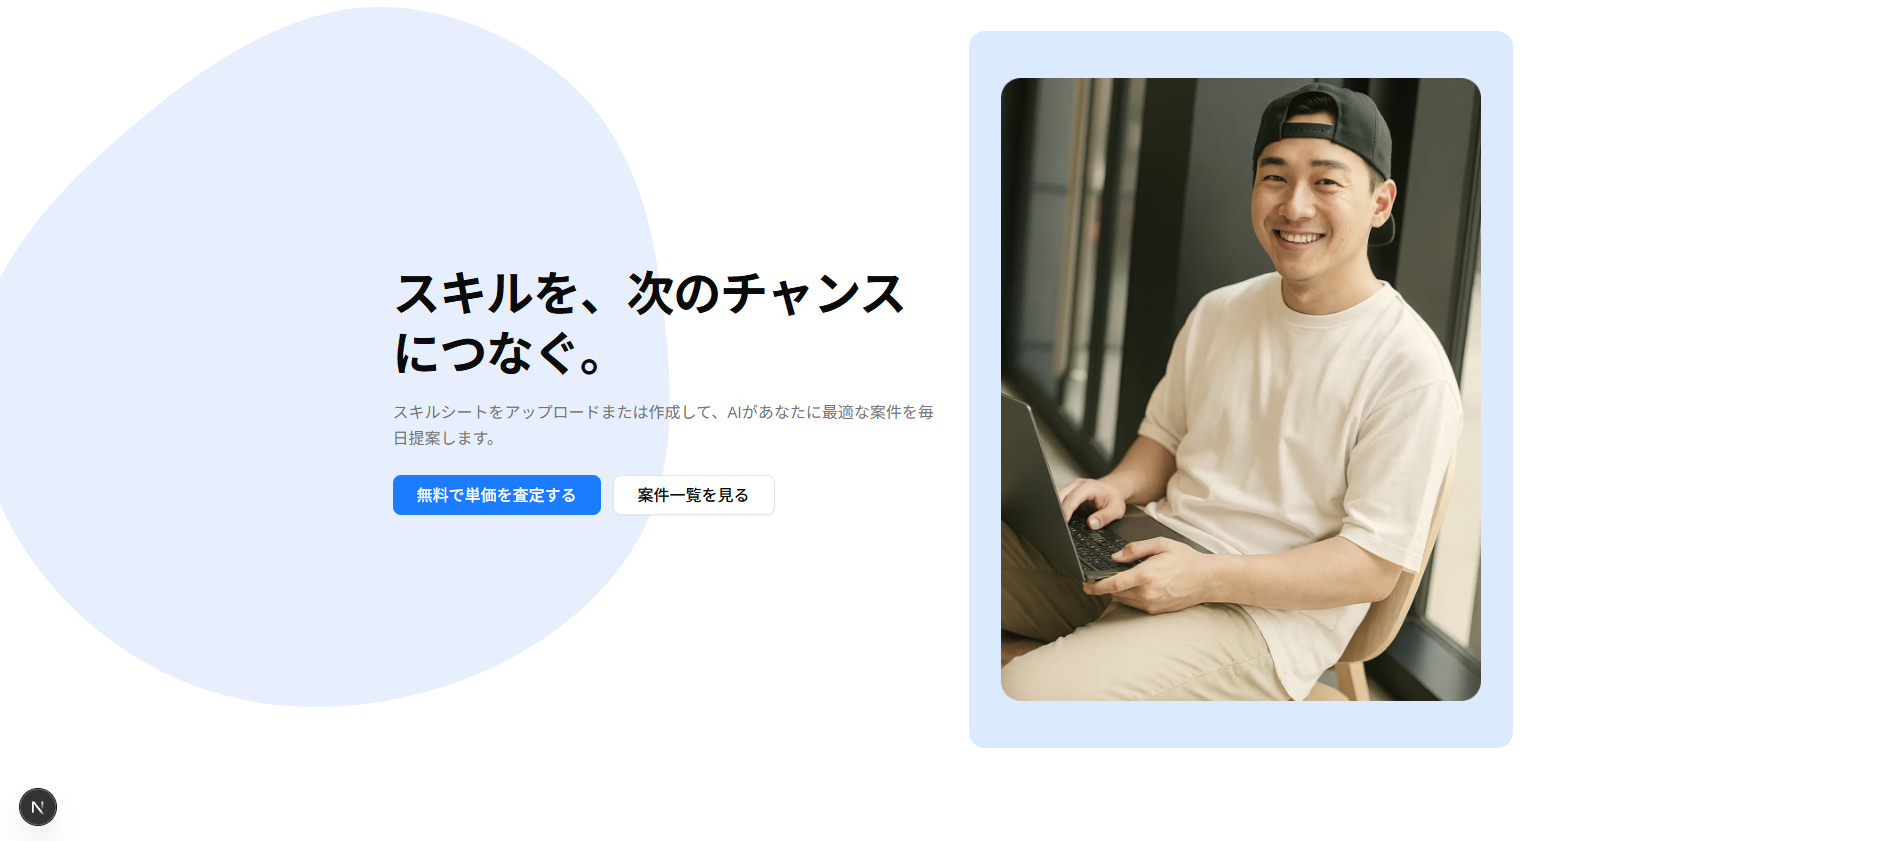 スキルを、次のチャンス
につなぐ。
スキルシートをアップロードまたは作成して、AIがあなたに最適な案件を毎
日提案します。
無料で単価を査定する
案件一覧を見る
N